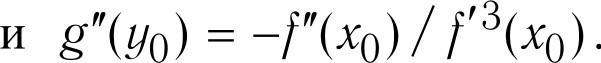 и g″(y₀) = −f″(x₀) / f′³(x₀).